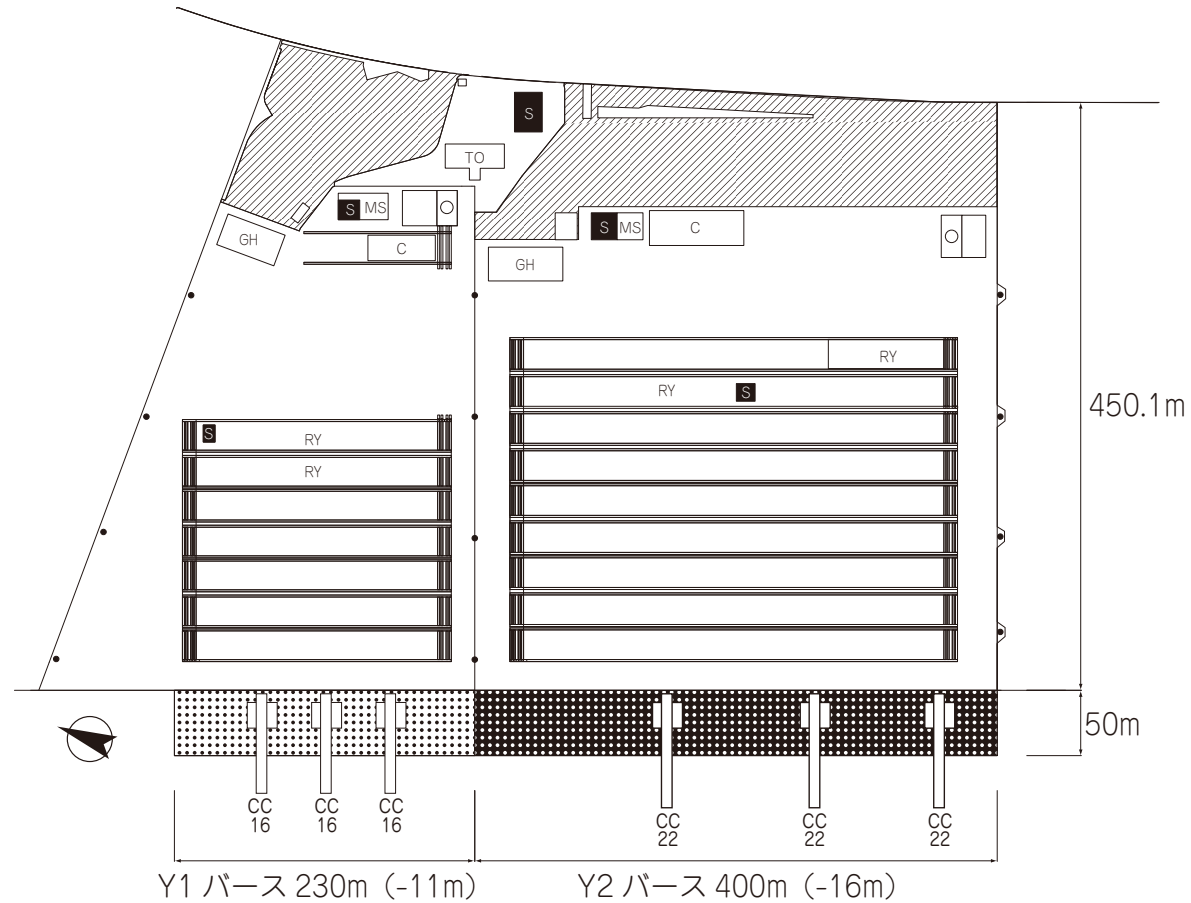 S
TO
S MS
GH
C
S MS
C
GH
RY
RY
S
S
RY
RY
450.1m
50m
CC
16
CC
16
CC
16
CC
22
CC
22
CC
22
Y1 バース 230m（-11m）
Y2 バース 400m（-16m）